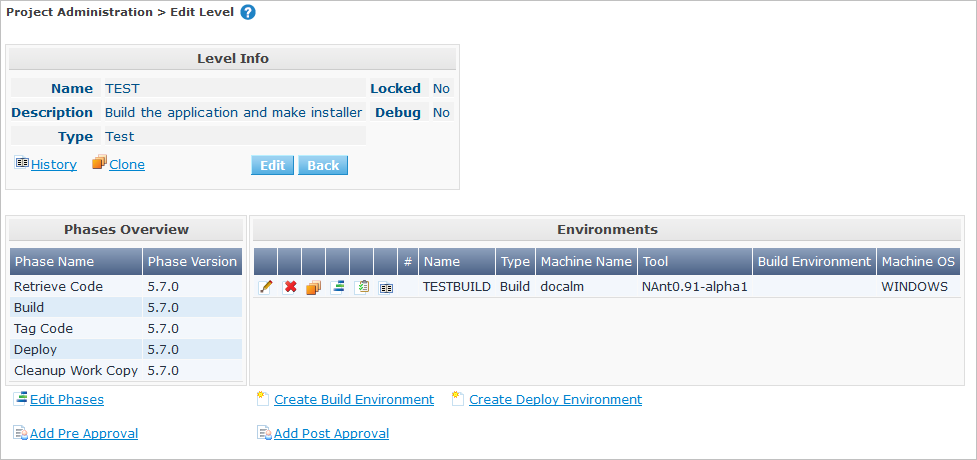 Project Administration > Edit Level ?
Level Info
Name TEST Locked No
Description Build the application and make installer Debug No
Type Test
History Clone Edit Back
Phases Overview
Phase Name Phase Version
Retrieve Code 5.7.0
Build 5.7.0
Tag Code 5.7.0
Deploy 5.7.0
Cleanup Work Copy 5.7.0
Environments
# Name Type Machine Name Tool Build Environment Machine OS
TESTBUILD Build docalm NAnt0.91-alpha1 WINDOWS
Edit Phases Create Build Environment Create Deploy Environment
Add Pre Approval Add Post Approval